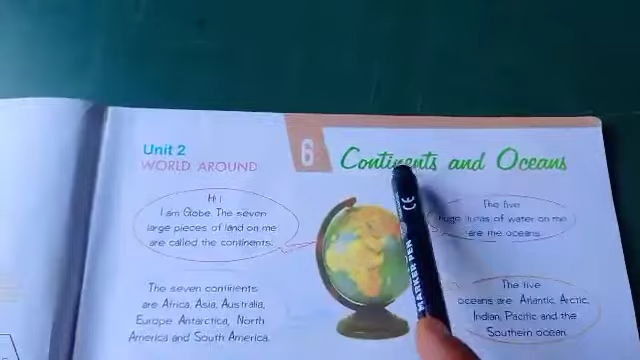 Unit 2
WORLD AROUND
6
Continents and Oceans
Hi!
I am Globe. The seven
large pieces of land on me
are called the continents.
The seven continents
are Africa, Asia, Australia,
Europe Antarctica, North
America and South America.
The five
huge areas of water on me
are the oceans.
The five
oceans are Atlantic, Arctic,
Indian, Pacific and the
Southern ocean.
MARKER PEN
CE